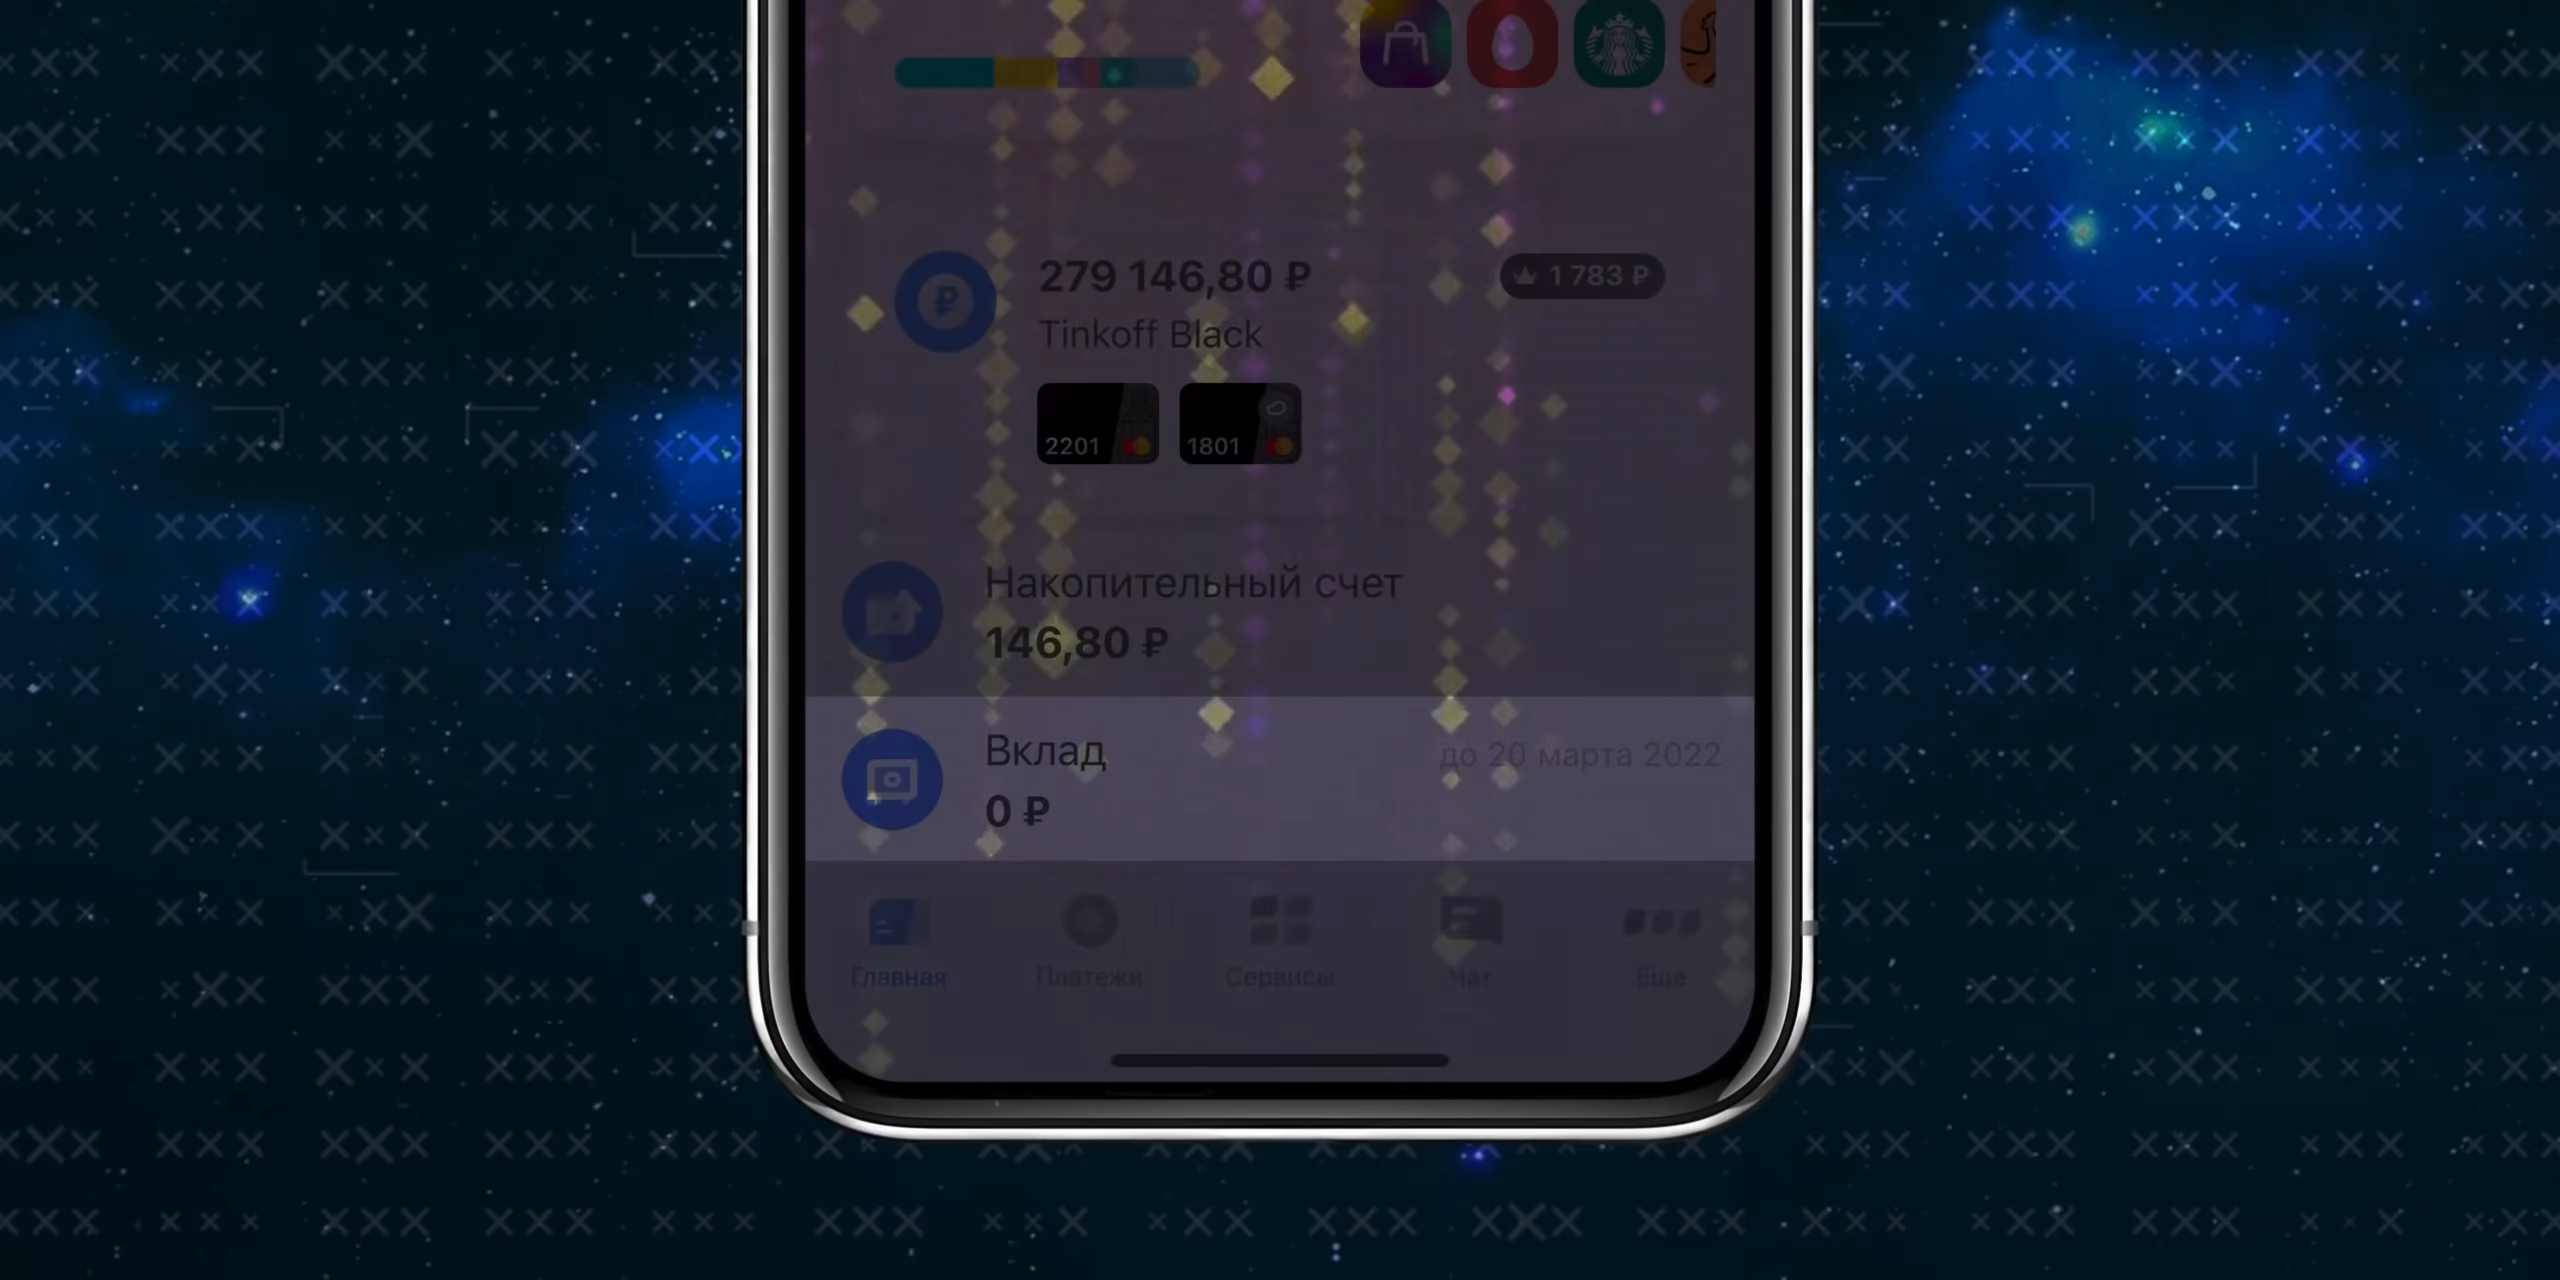 279 146,80 ₽
1 783 ₽
Tinkoff Black
2201
1801
Накопительный счет
146,80 ₽
Вклад
до 20 марта 2022
0 ₽
Главная
Платежи
Сервисы
Чат
Еще